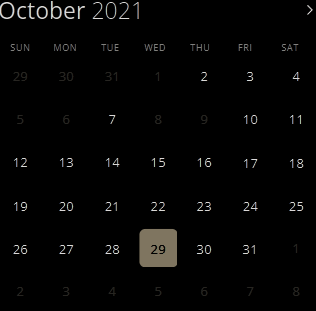 October 2021 >
SUN MON TUE WED THU FRI SAT
29 30 31 1 2 3 4
5 6 7 8 9 10 11
12 13 14 15 16 17 18
19 20 21 22 23 24 25
26 27 28 29 30 31 1
2 3 4 5 6 7 8